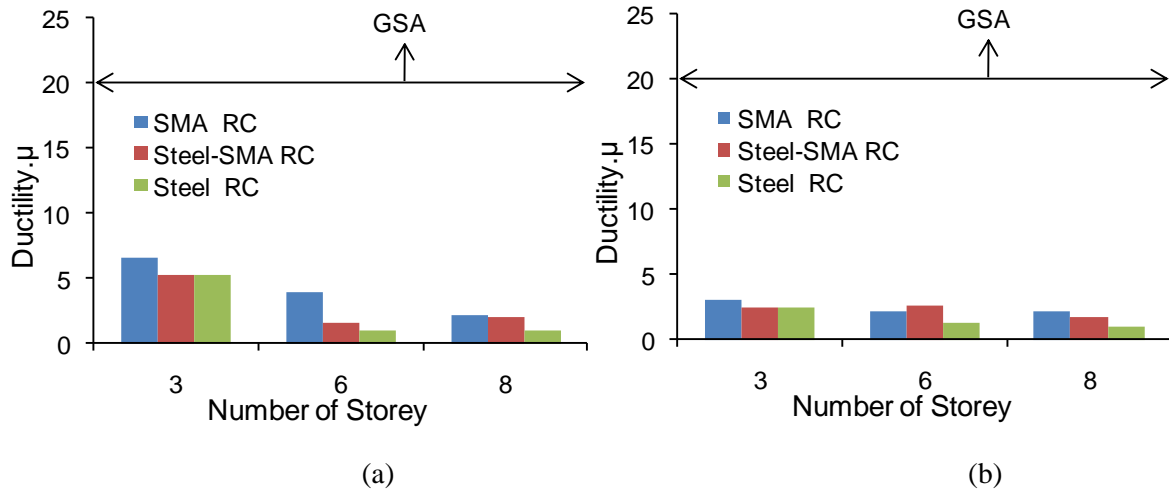 25
GSA
20
SMA RC
15
Steel-SMA RC
Steel RC
10
5
0
Ductility.µ
3
6
8
Number of Storey
(a)
25
GSA
20
SMA RC
15
Steel-SMA RC
Steel RC
10
5
0
Ductility.µ
3
6
8
Number of Storey
(b)